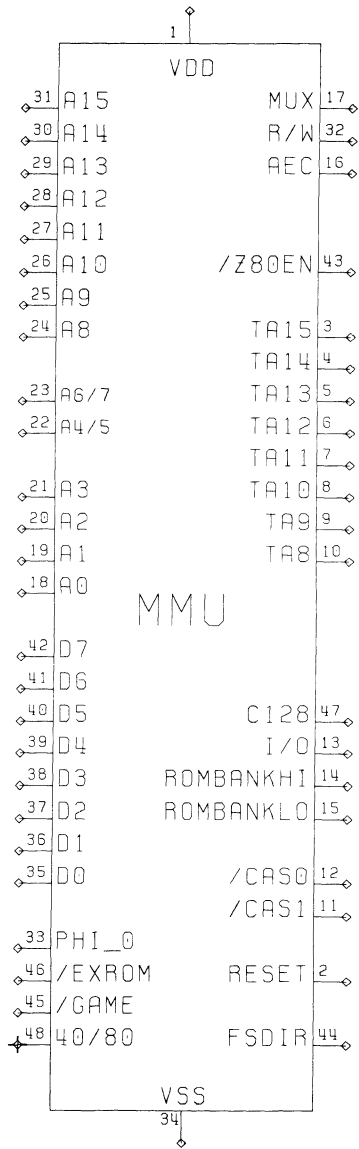 1
VDD
31 A15 MUX 17
30 A14 R/W 32
29 A13 AEC 16
28 A12
27 A11
26 A10 /Z80EN 43
25 A9
24 A8 TA15 3
TA14 4
23 A6/7 TA13 5
22 A4/5 TA12 6
TA11 7
21 A3 TA10 8
20 A2 TA9 9
19 A1 TA8 10
18 A0
MMU
42 D7
41 D6
40 D5 C128 47
39 D4 I/O 13
38 D3 ROMBANKHI 14
37 D2 ROMBANKLO 15
36 D1
35 D0 /CAS0 12
/CAS1 11
33 PHI_0
46 /EXROM RESET 2
45 /GAME
48 40/80 FSDIR 44
VSS
34